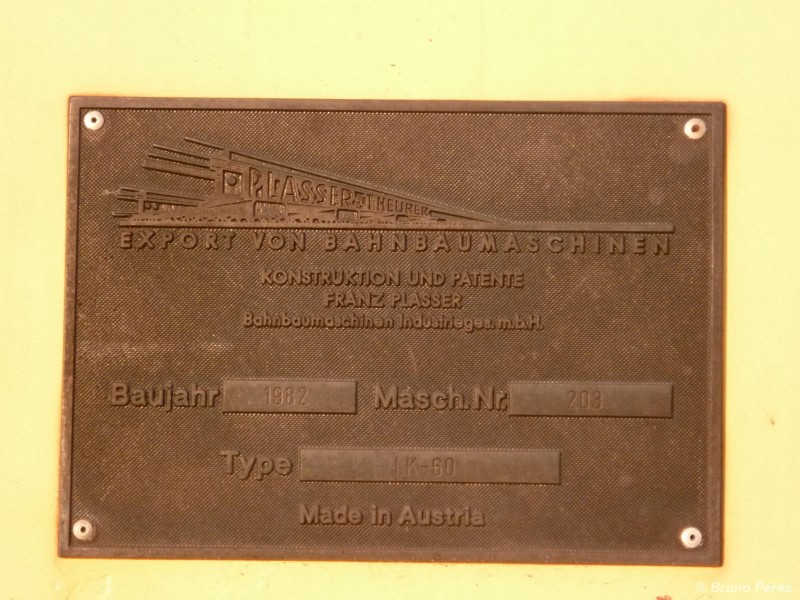 PLASSER & THEURER
EXPORT VON BAHNBAUMASCHINEN
KONSTRUKTION UND PATENTE
FRANZ PLASSER
Bahnbaumaschinen Industrieges.m.b.H.
Baujahr 1982 Masch.Nr. 203
Type LK-60
Made in Austria
© Bruno Peres